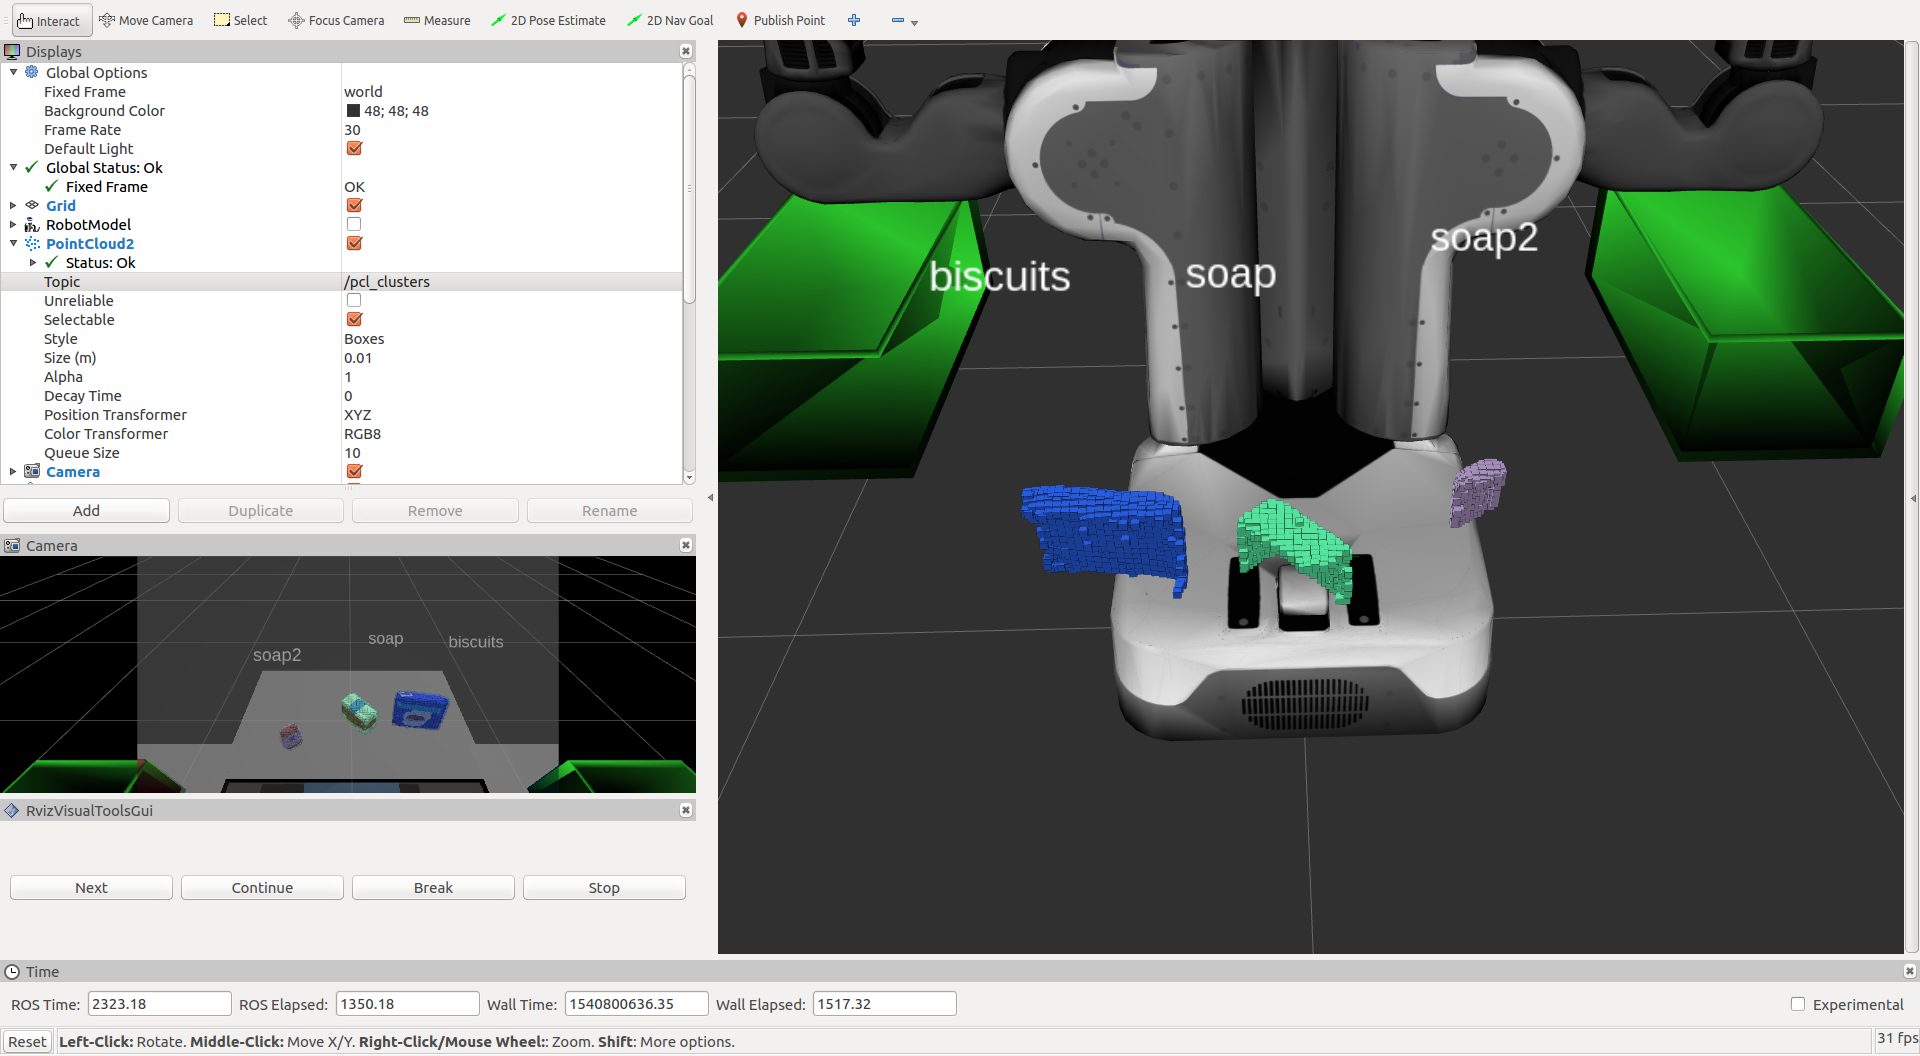 Interact Move Camera Select Focus Camera Measure 2D Pose Estimate 2D Nav Goal Publish Point
Displays
Global Options
Fixed Frame world
Background Color 48; 48; 48
Frame Rate 30
Default Light
Global Status: Ok
Fixed Frame OK
Grid
RobotModel
PointCloud2
Status: Ok
Topic /pcl_clusters
Unreliable
Selectable
Style Boxes
Size (m) 0.01
Alpha 1
Decay Time 0
Position Transformer XYZ
Color Transformer RGB8
Queue Size 10
Camera
Add Duplicate Remove Rename
Camera
soap2 soap biscuits
RvizVisualToolsGui
Next Continue Break Stop
biscuits soap soap2
Time
ROS Time: 2323.18 ROS Elapsed: 1350.18 Wall Time: 1540800636.35 Wall Elapsed: 1517.32 Experimental
Reset Left-Click: Rotate. Middle-Click: Move X/Y. Right-Click/Mouse Wheel:: Zoom. Shift: More options. 31 fps